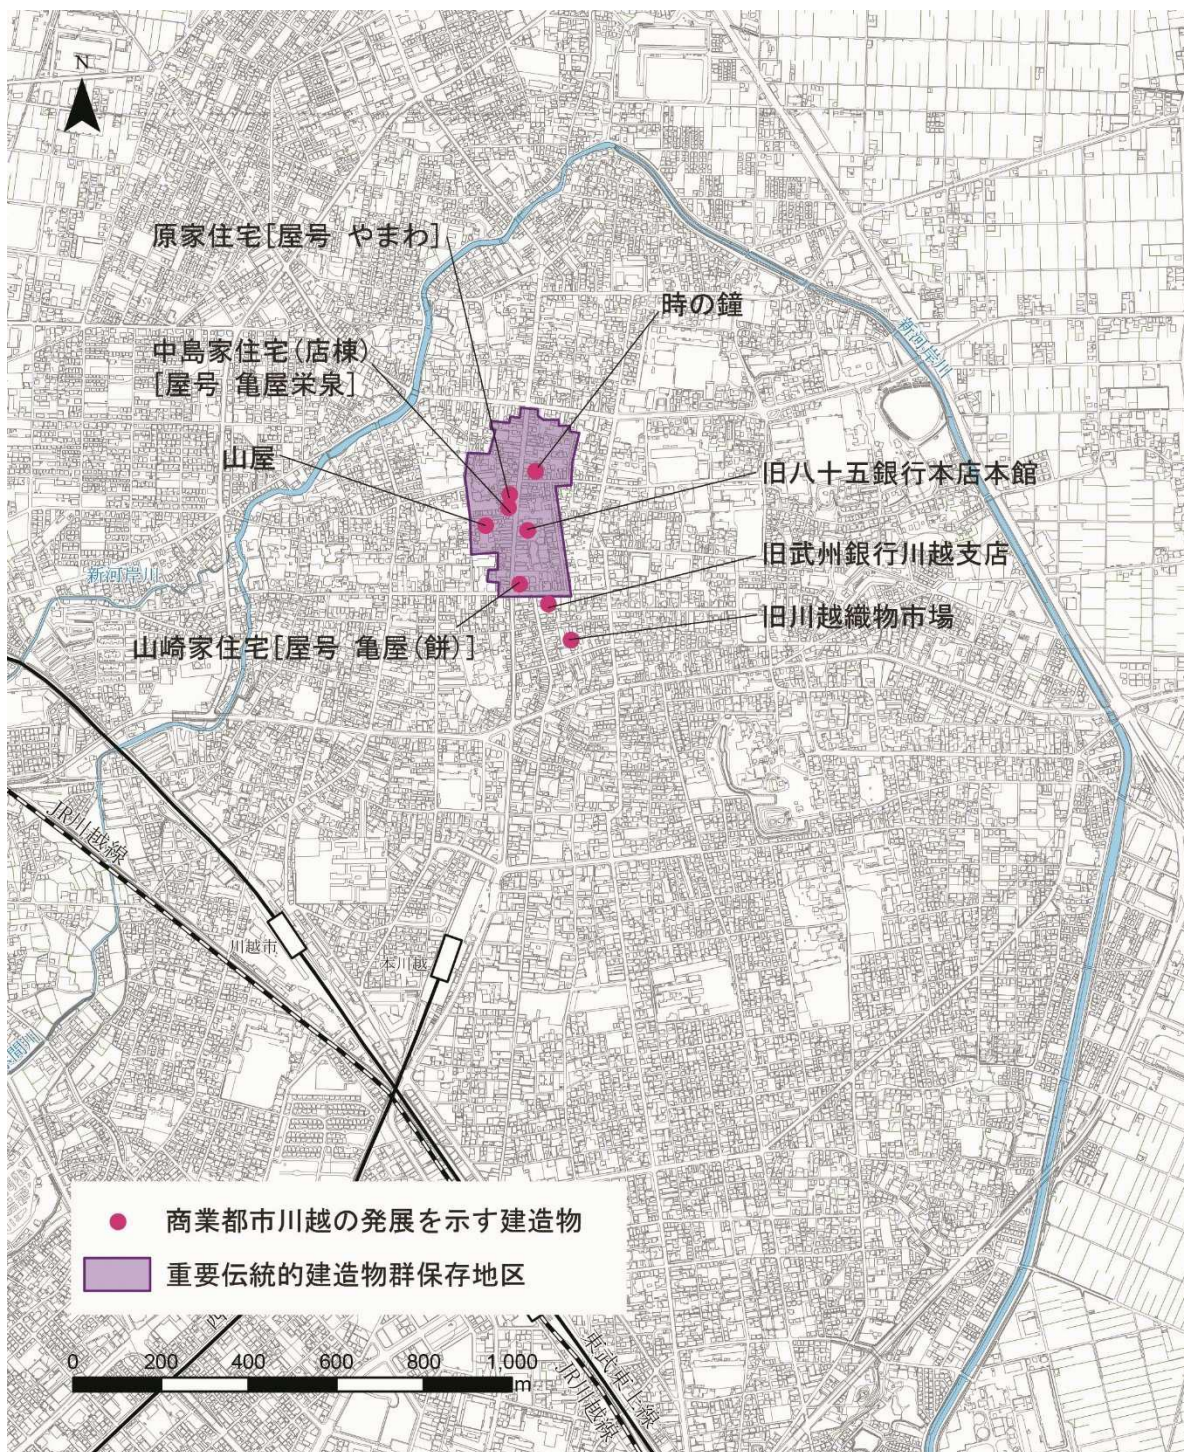 N
原家住宅[屋号 やまわ]
時の鐘
新河岸川
中島家住宅(店棟)
[屋号 亀屋栄泉]
山屋
旧八十五銀行本店本館
旧武州銀行川越支店
新河岸川
旧川越織物市場
山崎家住宅[屋号 亀屋(餅)]
JR川越線
川越市
本川越
間川
商業都市川越の発展を示す建造物
重要伝統的建造物群保存地区
西
0 200 400 600 800 1,000
m
東武東上線
JR川越線